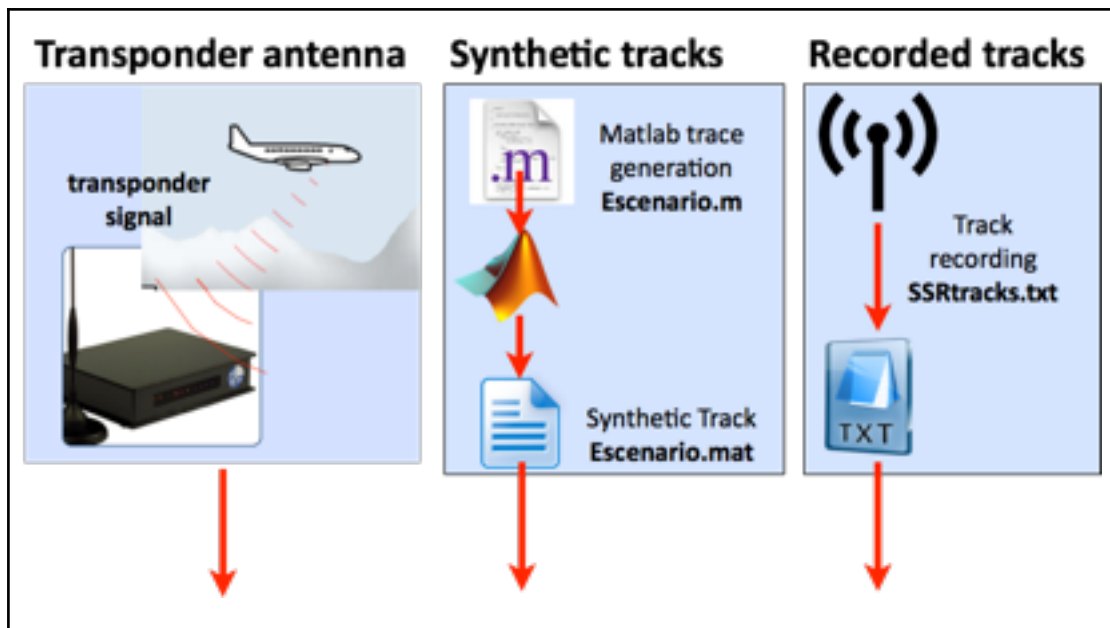 Transponder antenna
transponder
signal
Synthetic tracks
.m
Matlab trace
generation
Escenario.m
Synthetic Track
Escenario.mat
Recorded tracks
Track
recording
SSRtracks.txt
TXT